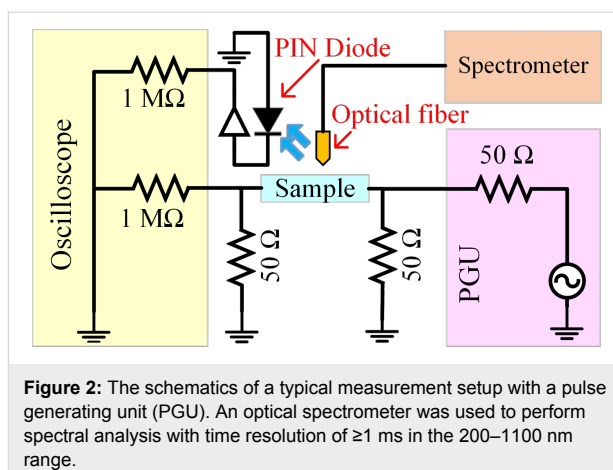 PIN Diode
Spectrometer
1 MΩ
Optical fiber
50 Ω
Oscilloscope
Sample
1 MΩ
50 Ω
50 Ω
PGU
Figure 2: The schematics of a typical measurement setup with a pulse
generating unit (PGU). An optical spectrometer was used to perform
spectral analysis with time resolution of ≥1 ms in the 200–1100 nm
range.